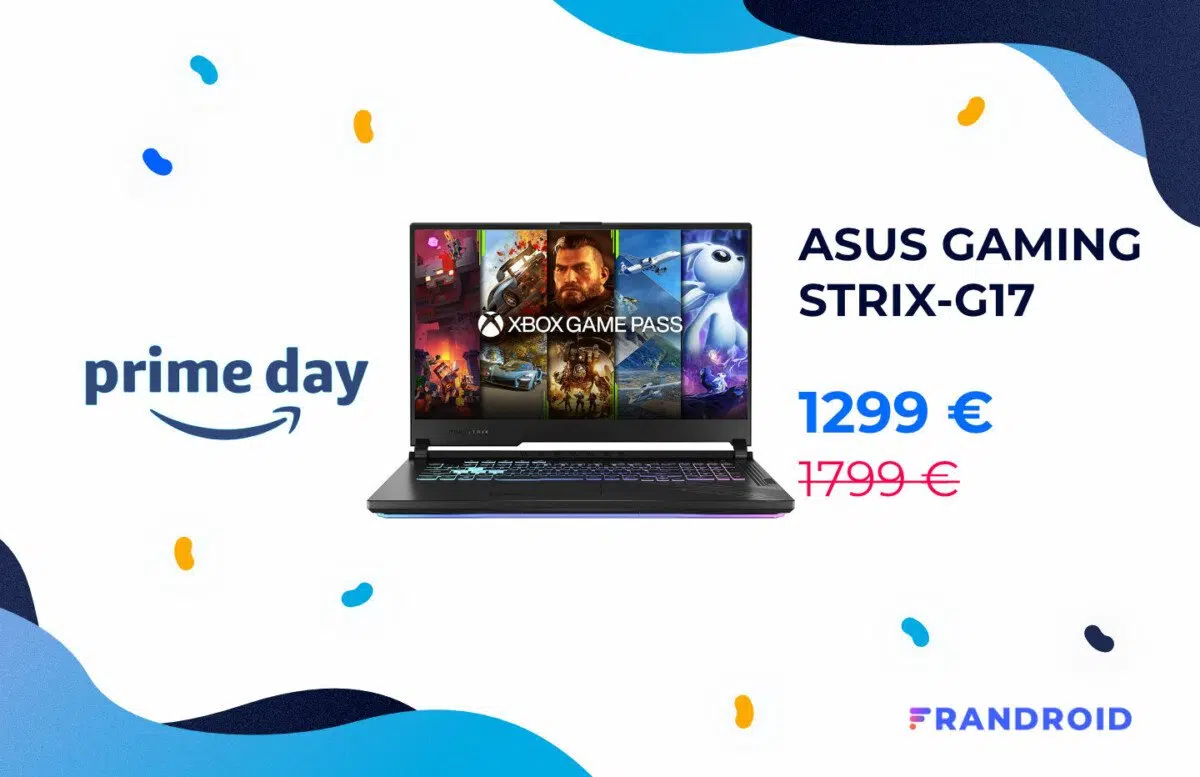 prime day
XBOX GAME PASS
ASUS GAMING
STRIX-G17
1299 €
1799 €
FRANDROID